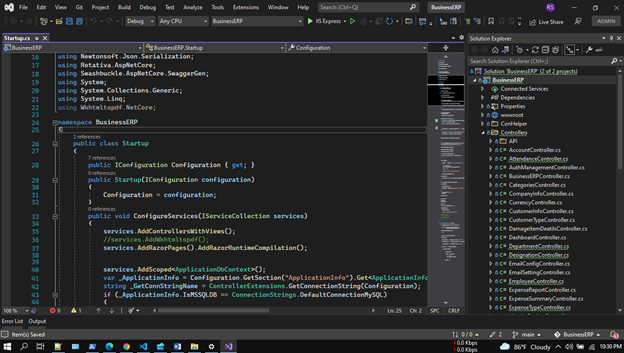 File Edit View Git Project Build Debug Test Analyze Tools Extensions Window Help Search (Ctrl+Q) BusinessERP RS
Debug Any CPU BusinessERP IIS Express Live Share ADMIN
Startup.cs
BusinessERP BusinessERP.Startup Configuration
16 using Newtonsoft.Json.Serialization;
17 using Rotativa.AspNetCore;
18 using Swashbuckle.AspNetCore.SwaggerGen;
19 using System;
20 using System.Collections.Generic;
21 using System.Linq;
22 using Wkhtmltopdf.NetCore;
23
24 namespace BusinessERP
25 {
2 references
26 public class Startup
27 {
7 references
28 public IConfiguration Configuration { get; }
0 references
29 public Startup(IConfiguration configuration)
30 {
31 Configuration = configuration;
32 }
0 references
33 public void ConfigureServices(IServiceCollection services)
34 {
35 services.AddControllersWithViews();
36 //services.AddWkhtmltopdf();
37 services.AddRazorPages().AddRazorRuntimeCompilation();
38
39
40 services.AddScoped<ApplicationDbContext>();
41 var _ApplicationInfo = Configuration.GetSection("ApplicationInfo").Get<ApplicationInfo
42 string _GetConnStringName = ControllerExtensions.GetConnectionString(Configuration);
43 if (_ApplicationInfo.IsMSSQLDB == ConnectionStrings.DefaultConnectionMySQL)
44 {
108 % 0 1 Ln: 25 Ch: 2 SPC CRLF
Error List Output
Solution Explorer
Search Solution Explorer (Ctrl+;)
Solution 'BusinessERP' (2 of 2 projects)
BusinessERP
Connected Services
Dependencies
Properties
wwwroot
ConHelper
Controllers
API
AccountController.cs
AttendanceController.cs
AuthManagementController.cs
BusinessERPController.cs
CategoriesController.cs
CompanyInfoController.cs
CurrencyController.cs
CustomerInfoController.cs
CustomerTypeController.cs
DamageItemDeatilsController.cs
DashboardController.cs
DepartmentController.cs
DesignationController.cs
EmailConfigController.cs
EmailSettingController.cs
EmployeeController.cs
ExpenseReportController.cs
ExpenseSummaryController.cs
ExpenseTypeController.cs
Item(s) Saved 0 / 0 2 main BusinessERP 1
0.0 Kbps
0.0 Kbps
86°F Cloudy 10:30 PM